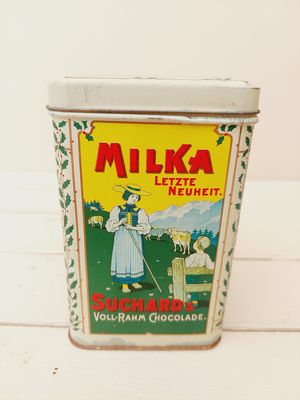 MILKA
LETZTE
NEUHEIT.
SUCHARD'S
VOLL-RAHM CHOCOLADE.